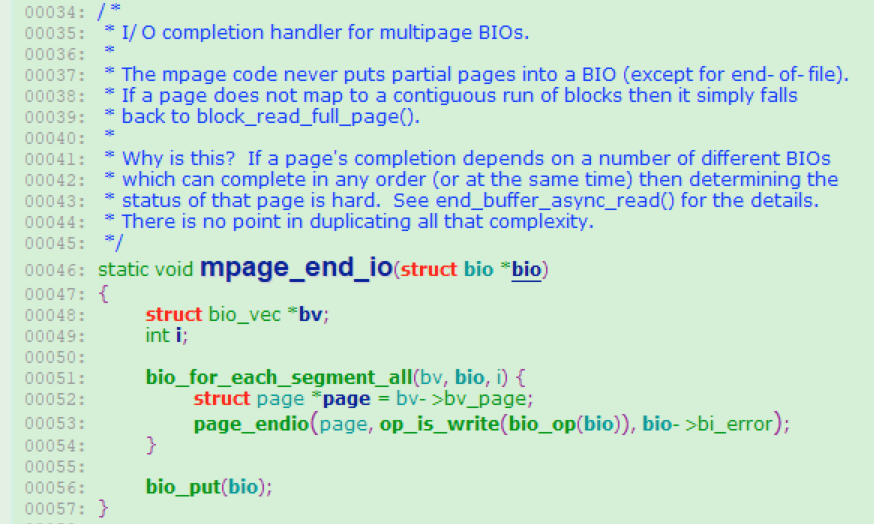 00034: /*
00035:  * I/O completion handler for multipage BIOs.
00036:  *
00037:  * The mpage code never puts partial pages into a BIO (except for end-of-file).
00038:  * If a page does not map to a contiguous run of blocks then it simply falls
00039:  * back to block_read_full_page().
00040:  *
00041:  * Why is this?  If a page's completion depends on a number of different BIOs
00042:  * which can complete in any order (or at the same time) then determining the
00043:  * status of that page is hard.  See end_buffer_async_read() for the details.
00044:  * There is no point in duplicating all that complexity.
00045:  */
00046: static void mpage_end_io(struct bio *bio)
00047: {
00048:     struct bio_vec *bv;
00049:     int i;
00050:
00051:     bio_for_each_segment_all(bv, bio, i) {
00052:         struct page *page = bv->bv_page;
00053:         page_endio(page, op_is_write(bio_op(bio)), bio->bi_error);
00054:     }
00055:
00056:     bio_put(bio);
00057: }